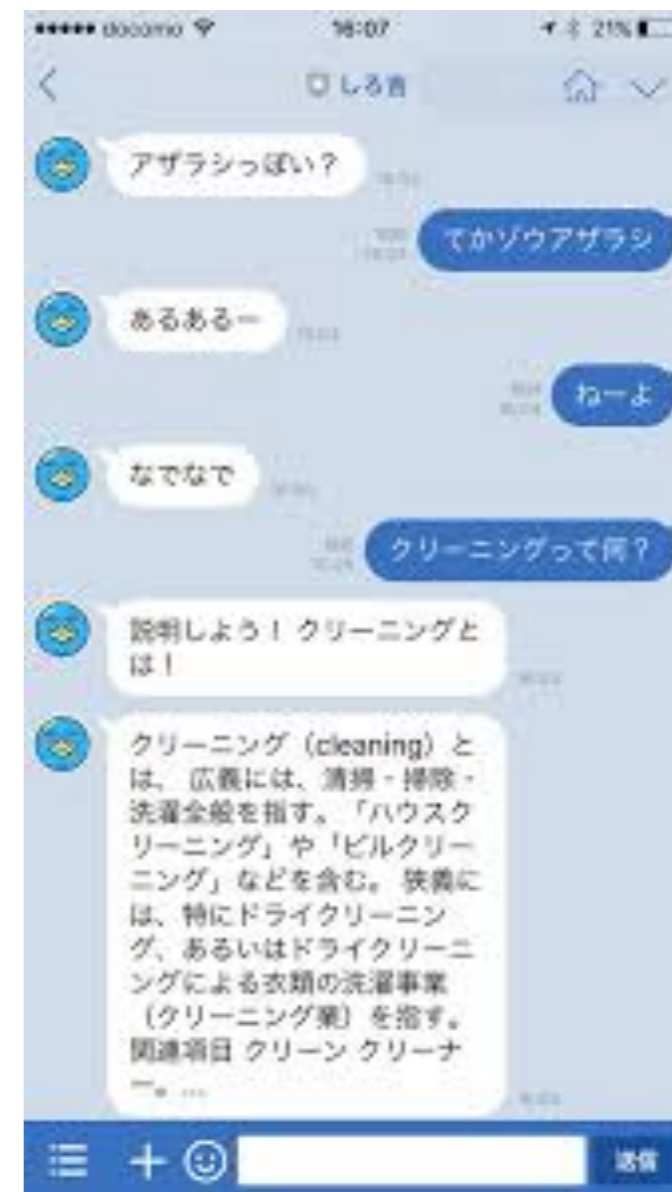 docomo 16:07 21%
しろ吉
アザラシっぽい？
てかゾウアザラシ
あるあるー
ねーよ
なでなで
クリーニングって何？
説明しよう！ クリーニングと
は！
クリーニング（cleaning）と
は、 広義には、清掃・掃除・
洗濯全般を指す。「ハウスク
リーニング」や「ビルクリー
ニング」などを含む。 狭義に
は、特にドライクリーニン
グ、あるいはドライクリーニ
ングによる衣類の洗濯事業
（クリーニング業）を指す。
関連項目 クリーン クリーナ
ー。...
送信